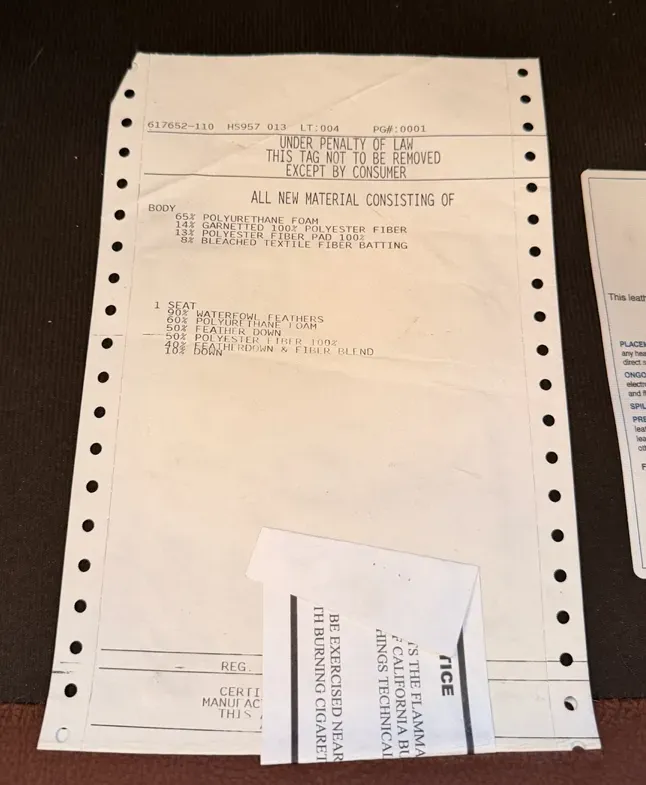 617652-110 HS957 013 LT:004 PG#:0001
UNDER PENALTY OF LAW
THIS TAG NOT TO BE REMOVED
EXCEPT BY CONSUMER
ALL NEW MATERIAL CONSISTING OF
BODY
65% POLYURETHANE FOAM
14% GARNETTED 100% POLYESTER FIBER
13% POLYESTER FIBER PAD 100%
8% BLEACHED TEXTILE FIBER BATTING
1 SEAT
90% WATERFOWL FEATHERS
60% POLYURETHANE FOAM
50% FEATHER DOWN
50% POLYESTER FIBER 100%
40% FEATHERDOWN & FIBER BLEND
10% DOWN
REG.
CERTI
MANUFAC
THIS
TICE
TS THE FLAMMA
F CALIFORNIA BU
HINGS TECHNICAL
BE EXERCISED NEAR
TH BURNING CIGARET
This leath
PLACEM
any hea
direct s
ONGO
electro
and fl
SPIL
PRE
leat
lea
oth
F